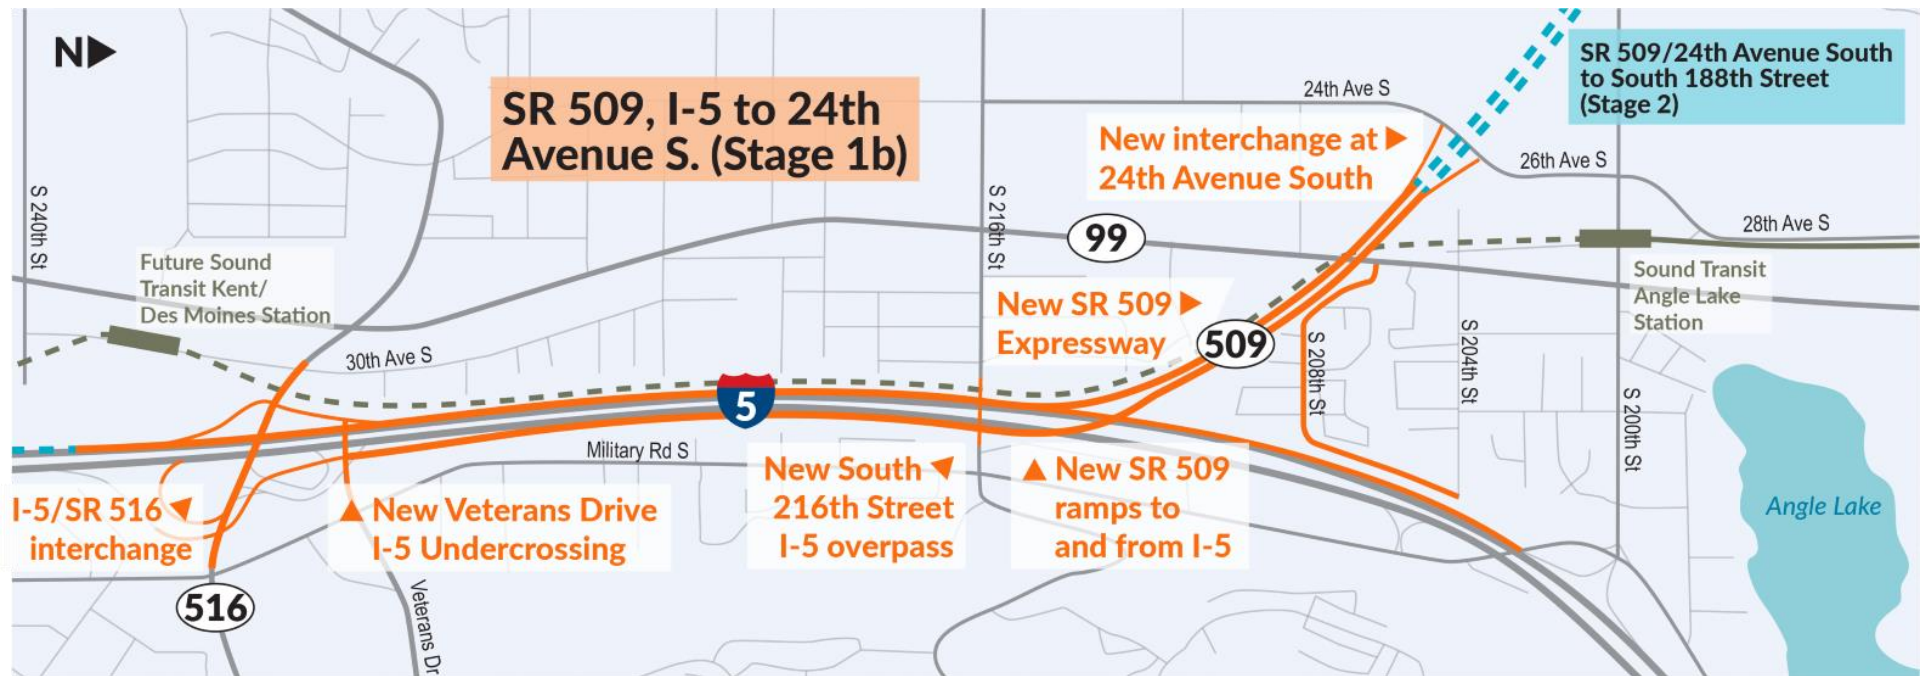 N
SR 509, I-5 to 24th
Avenue S. (Stage 1b)
SR 509/24th Avenue South
to South 188th Street
(Stage 2)
24th Ave S
New interchange at
24th Avenue South
26th Ave S
S 240th St
S 216th St
99
28th Ave S
Future Sound
Transit Kent/
Des Moines Station
Sound Transit
Angle Lake
Station
New SR 509
Expressway
509
30th Ave S
S 208th St
S 204th St
5
S 200th St
Military Rd S
New South
216th Street
I-5 overpass
New SR 509
ramps to
and from I-5
I-5/SR 516
interchange
New Veterans Drive
I-5 Undercrossing
Angle Lake
516
Veterans Dr